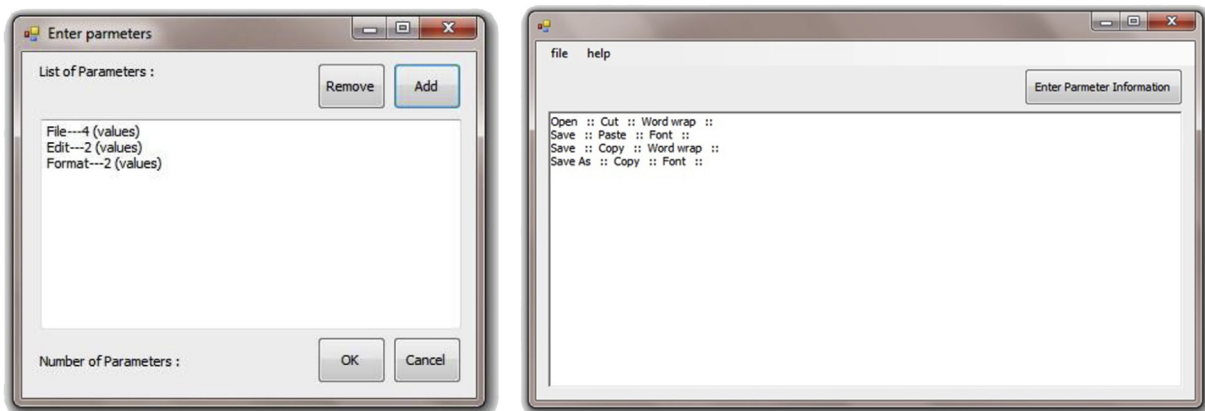 Enter parmeters
List of Parameters :
Remove
Add
File---4 (values)
Edit---2 (values)
Format---2 (values)
Number of Parameters :
OK
Cancel
file help
Enter Parmeter Information
Open :: Cut :: Word wrap ::
Save :: Paste :: Font ::
Save :: Copy :: Word wrap ::
Save As :: Copy :: Font ::